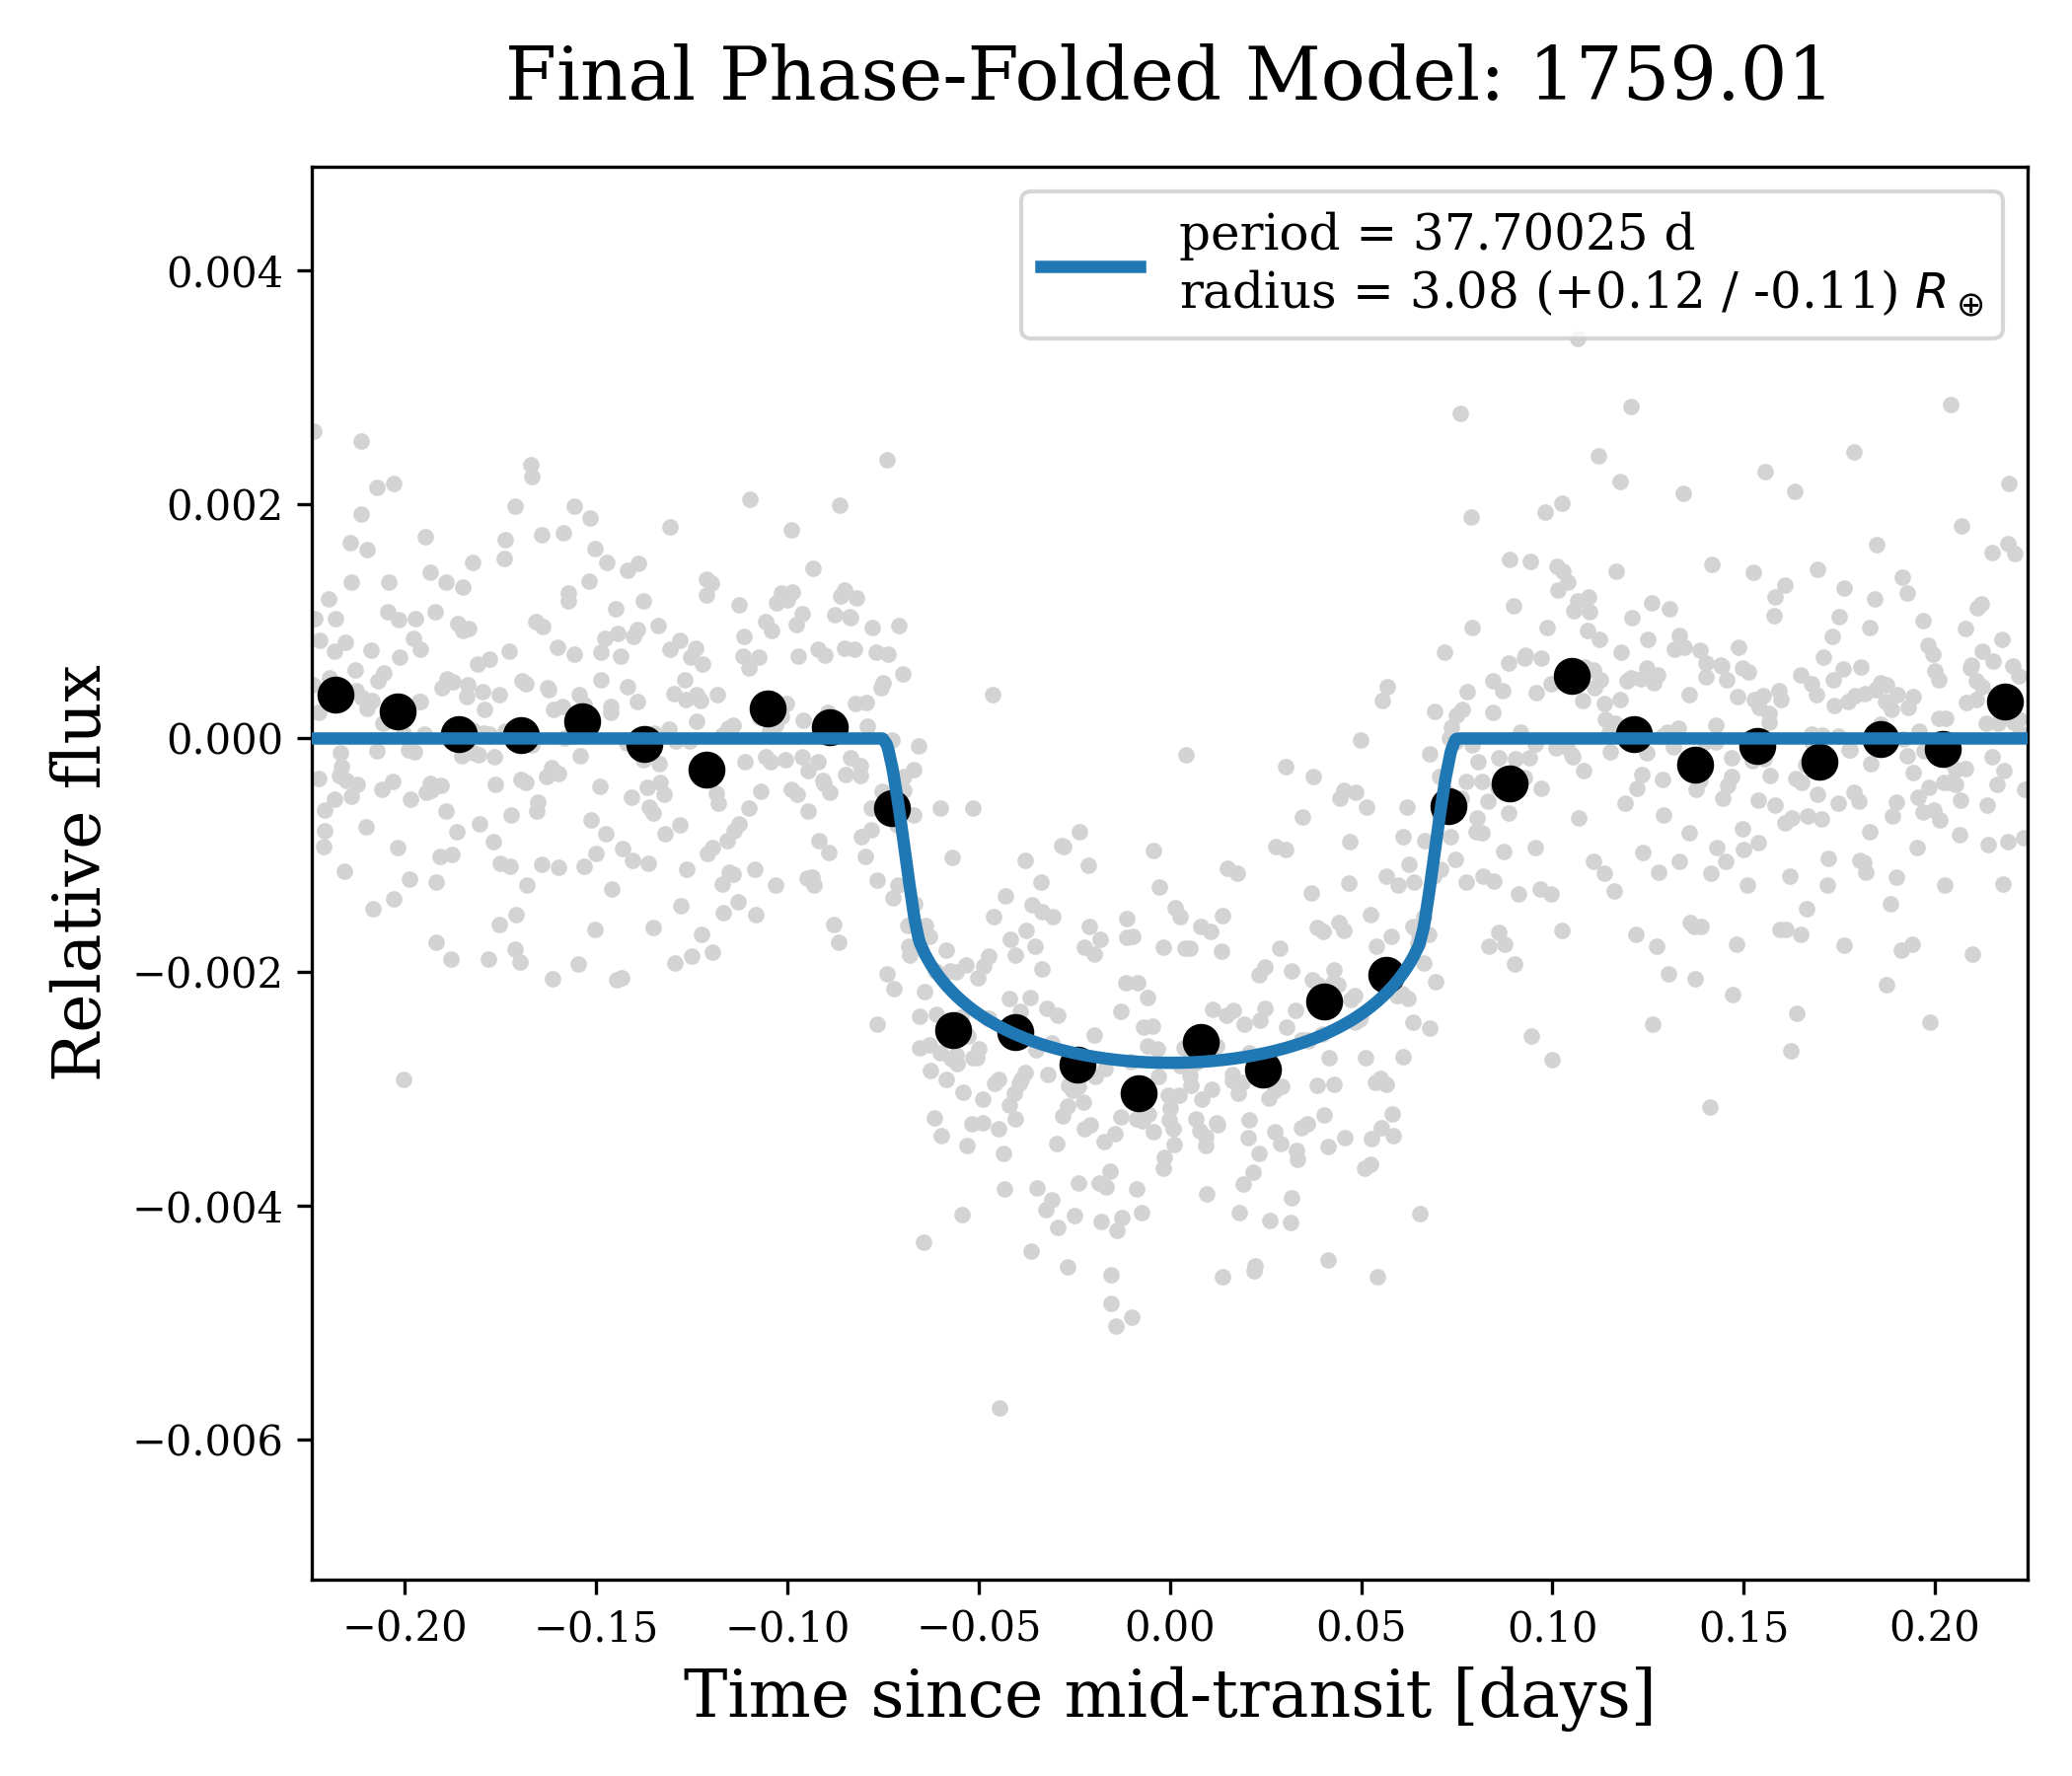 Final Phase-Folded Model: 1759.01
period = 37.70025 d
radius = 3.08 (+0.12 / -0.11) R⊕
0.004
0.002
0.000
−0.002
−0.004
−0.006
Relative flux
−0.20 −0.15 −0.10 −0.05 0.00 0.05 0.10 0.15 0.20
Time since mid-transit [days]